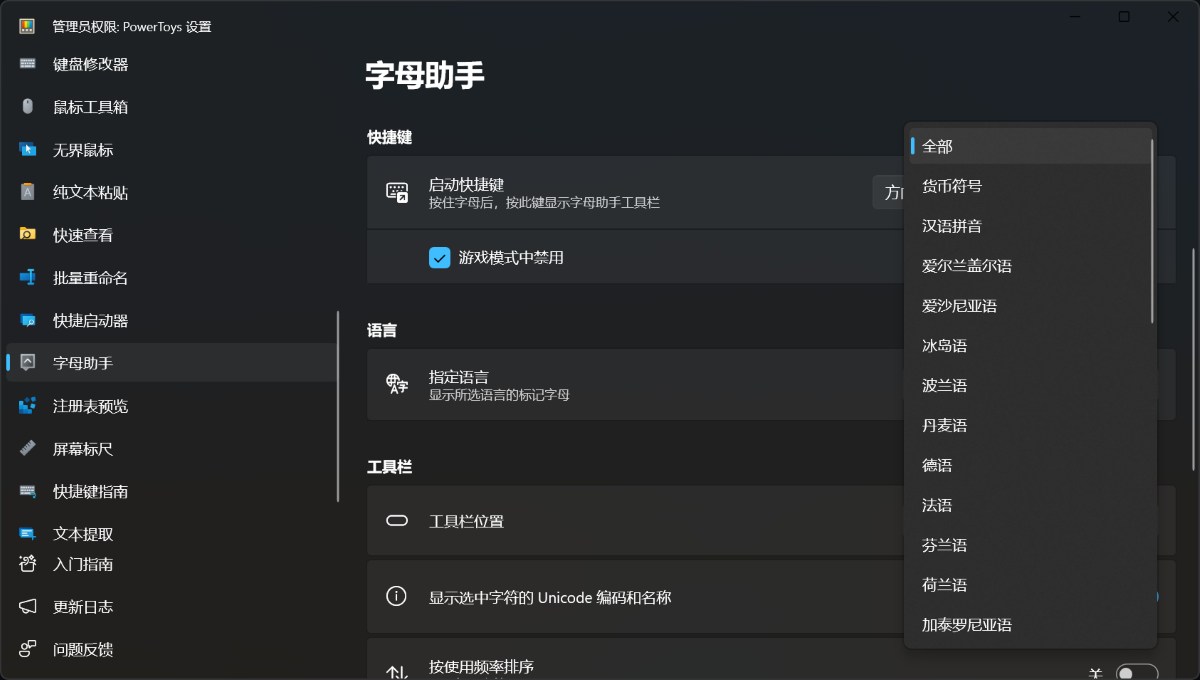 管理员权限: PowerToys 设置
键盘修改器
鼠标工具箱
无界鼠标
纯文本粘贴
快速查看
批量重命名
快捷启动器
字母助手
注册表预览
屏幕标尺
快捷键指南
文本提取
入门指南
更新日志
问题反馈
字母助手
快捷键
启动快捷键
按住字母后，按此键显示字母助手工具栏
游戏模式中禁用
语言
指定语言
显示所选语言的标记字母
工具栏
工具栏位置
显示选中字符的 Unicode 编码和名称
按使用频率排序
关
全部
货币符号
汉语拼音
爱尔兰盖尔语
爱沙尼亚语
冰岛语
波兰语
丹麦语
德语
法语
芬兰语
荷兰语
加泰罗尼亚语